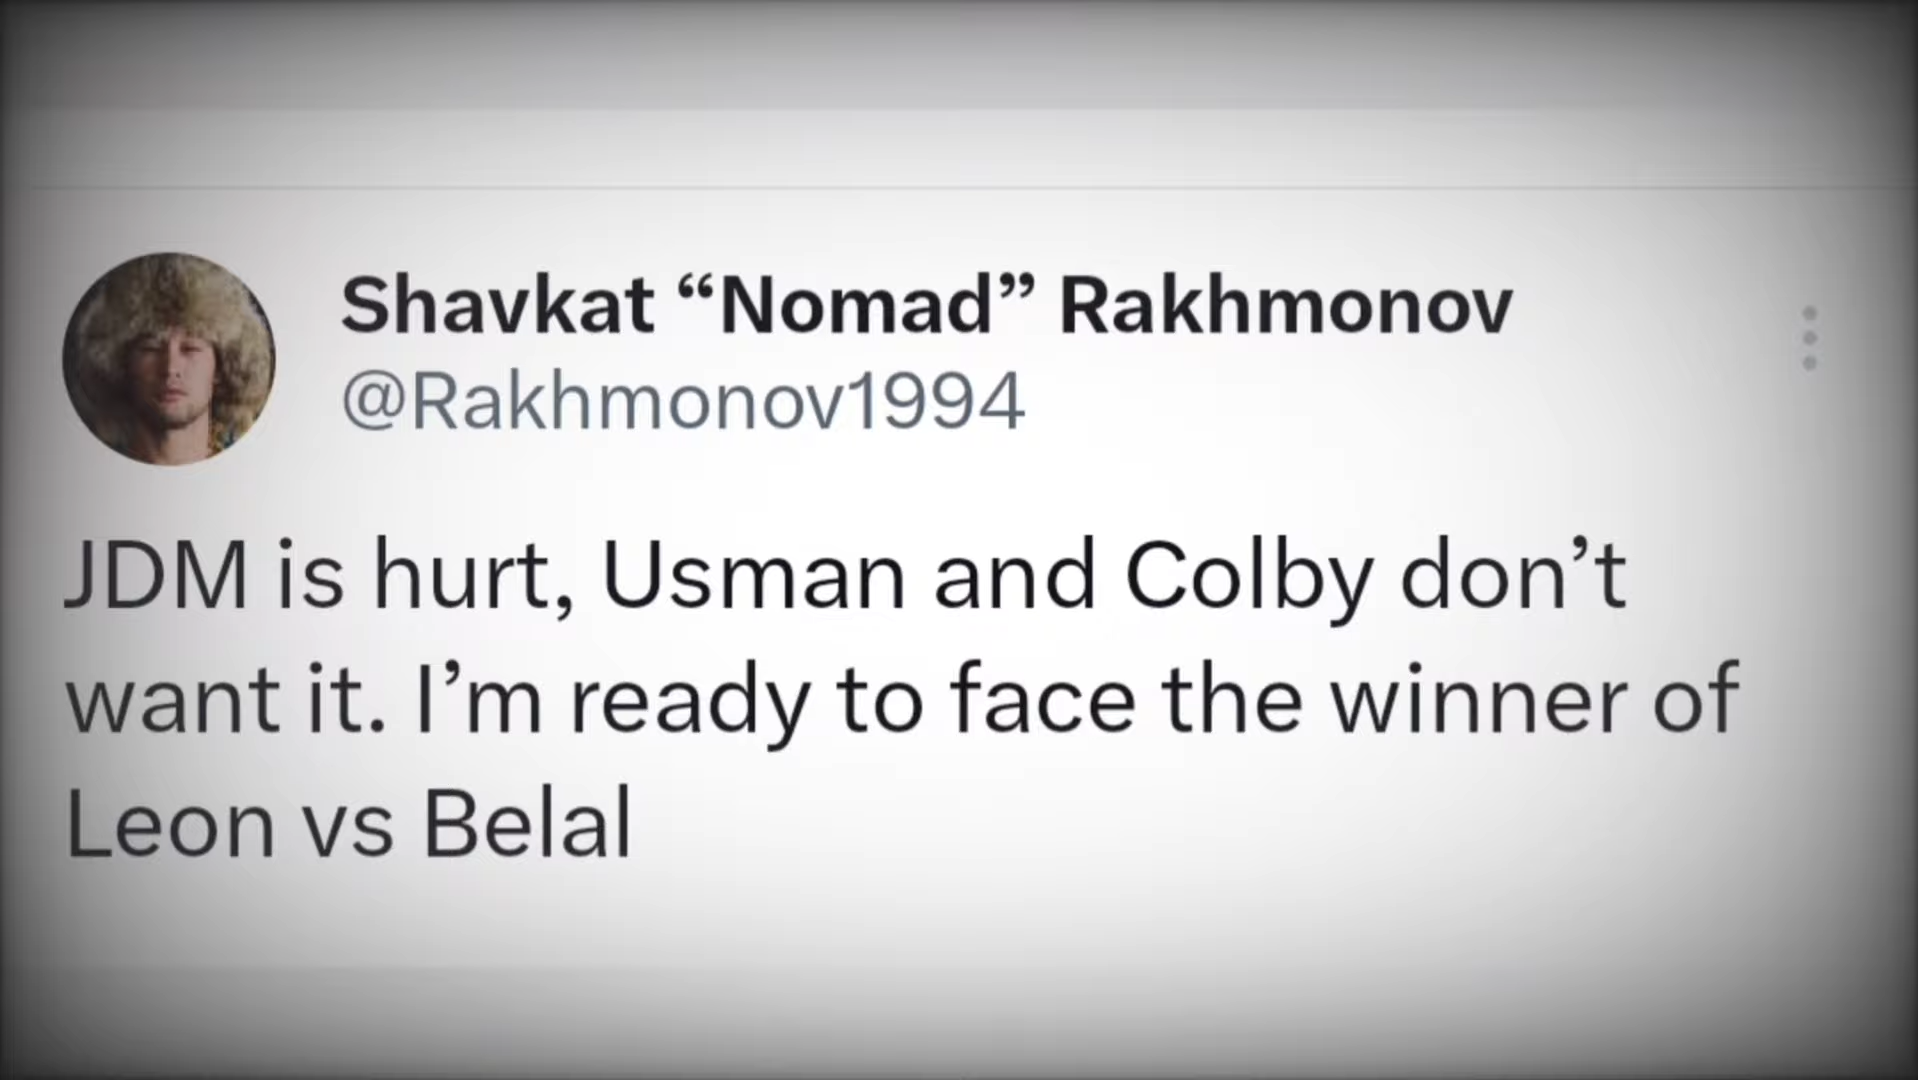 Shavkat “Nomad” Rakhmonov
@Rakhmonov1994
JDM is hurt, Usman and Colby don’t
want it. I’m ready to face the winner of
Leon vs Belal